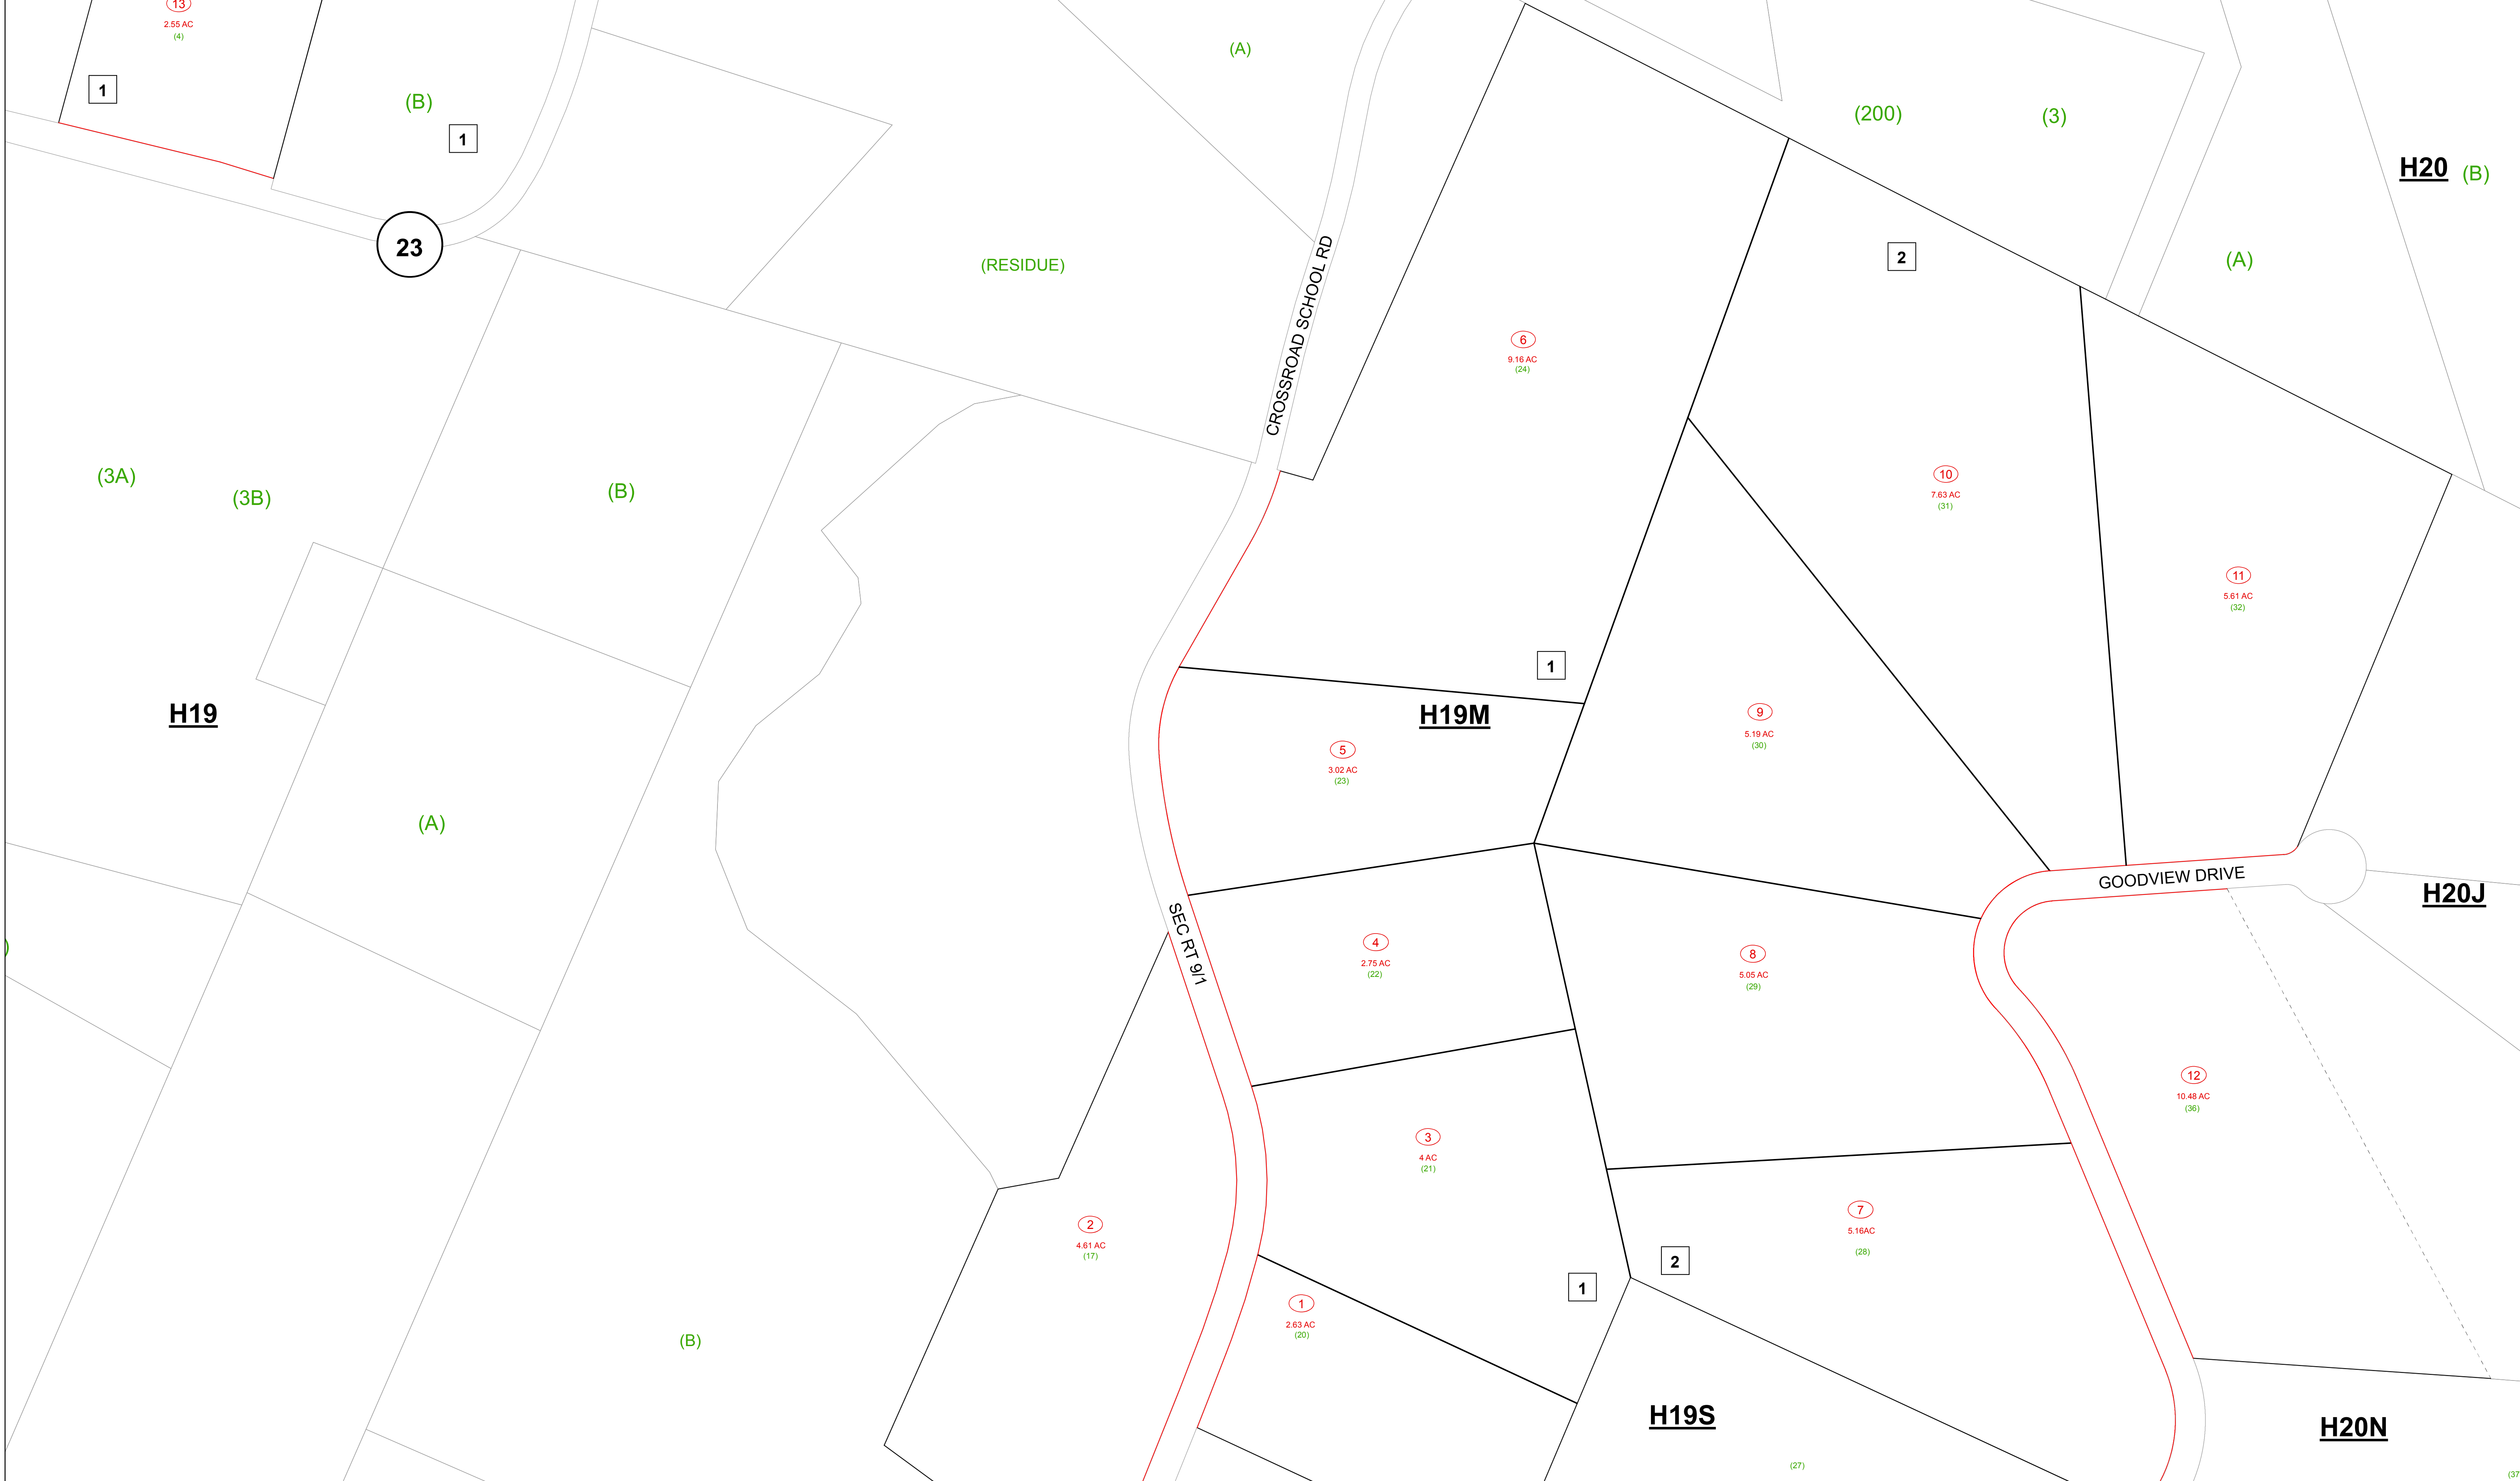 13
2.55 AC
(4)
1
(B)
1
23
(A)
(RESIDUE)
CROSSROAD SCHOOL RD
(200)
(3)
H20
(B)
(A)
2
6
9.16 AC
(24)
10
7.63 AC
(31)
11
5.61 AC
(32)
(3A)
(3B)
(B)
H19
(A)
1
H19M
5
3.02 AC
(23)
9
5.19 AC
(30)
GOODVIEW DRIVE
H20J
SEC RT 9/1
4
2.75 AC
(22)
8
5.05 AC
(29)
12
10.48 AC
(36)
3
4 AC
(21)
7
5.16AC
(28)
2
4.61 AC
(17)
2
1
1
2.63 AC
(20)
(B)
H19S
H20N
(27)
(37